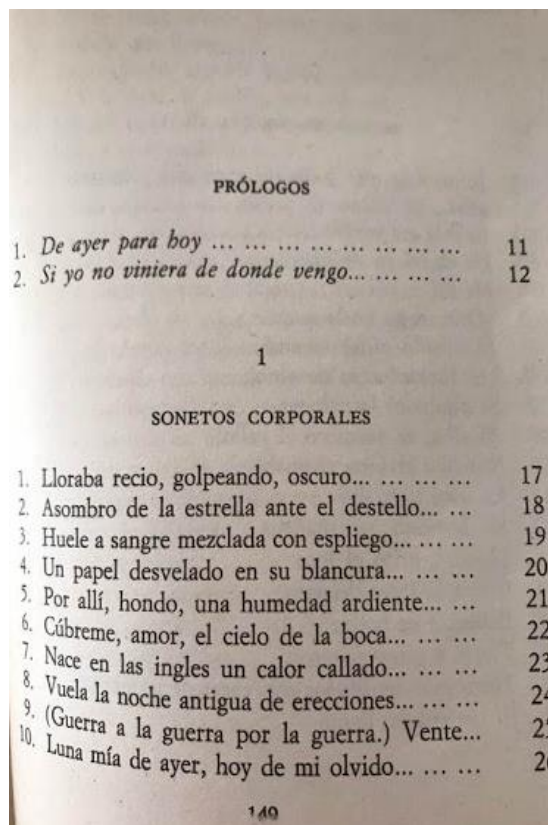 PRÓLOGOS
1. De ayer para hoy ... ... ... ... ... ... ... ... 11
2. Si yo no viniera de donde vengo... ... ... ... 12
1
SONETOS CORPORALES
1. Lloraba recio, golpeando, oscuro... ... ... ... 17
2. Asombro de la estrella ante el destello... ... 18
3. Huele a sangre mezclada con espliego... ... ... 19
4. Un papel desvelado en su blancura... ... ... 20
5. Por allí, hondo, una humedad ardiente... ... 21
6. Cúbreme, amor, el cielo de la boca... ... ... 22
7. Nace en las ingles un calor callado... ... ... 23
8. Vuela la noche antigua de erecciones... ... ... 24
9. (Guerra a la guerra por la guerra.) Vente... 25
10. Luna mía de ayer, hoy de mi olvido... ... ... 26
149